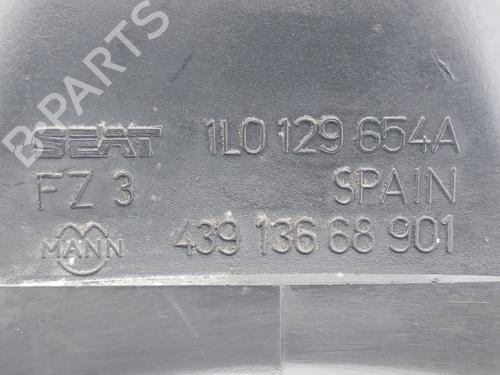 B-PARTS
SEAT 1L0 129 654A
FZ 3 SPAIN
MANN 439 136 68 901